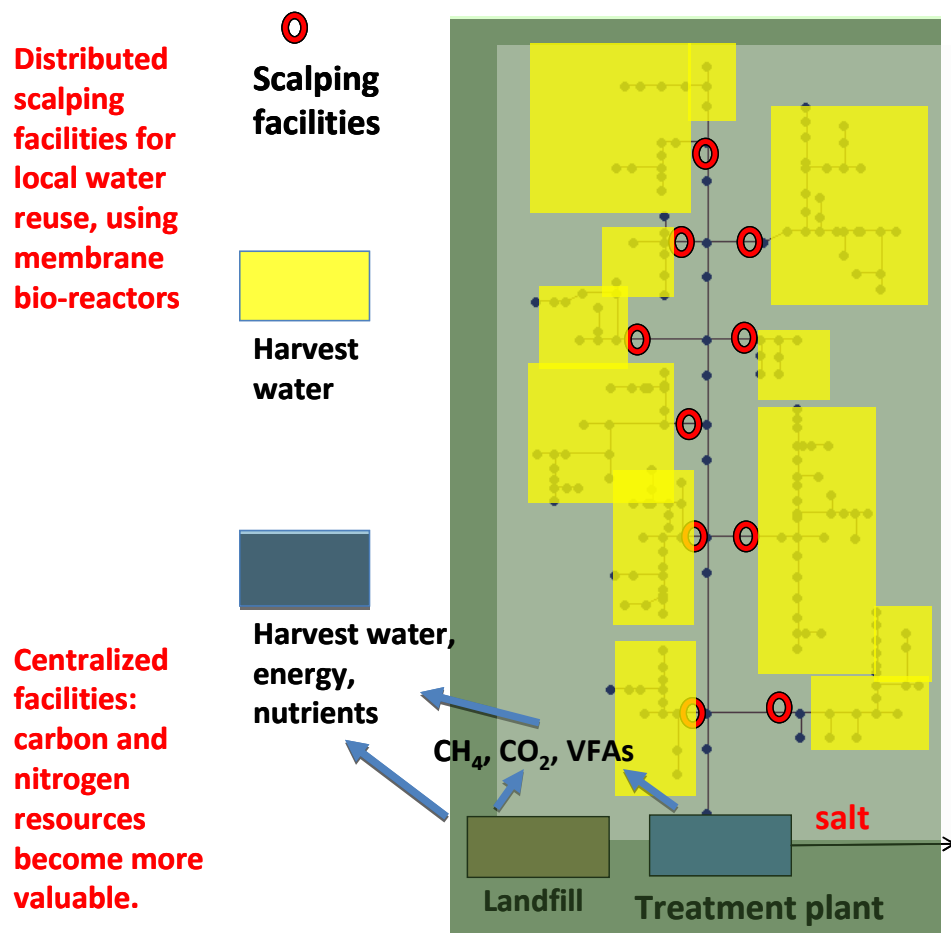 Distributed
scalping
facilities for
local water
reuse, using
membrane
bio-reactors
Scalping
facilities
Harvest
water
Harvest water,
energy,
nutrients
Centralized
facilities:
carbon and
nitrogen
resources
become more
valuable.
CH₄, CO₂, VFAs
salt
Landfill
Treatment plant